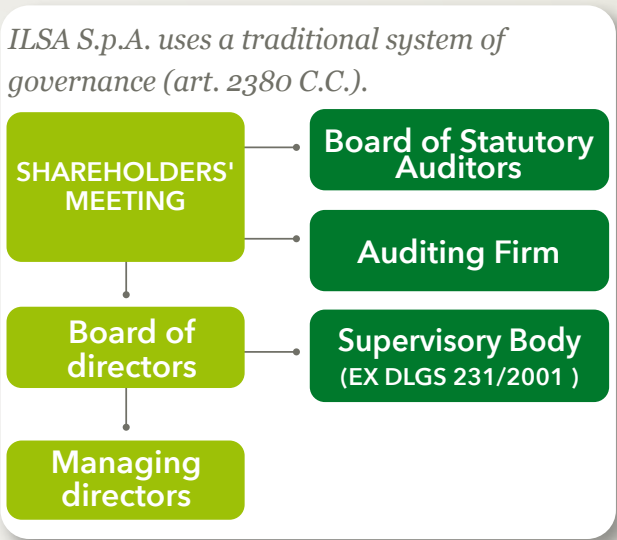 ILSA S.p.A. uses a traditional system of
governance (art. 2380 C.C.).
SHAREHOLDERS'
MEETING
Board of Statutory
Auditors
Auditing Firm
Board of
directors
Supervisory Body
(EX DLGS 231/2001 )
Managing
directors